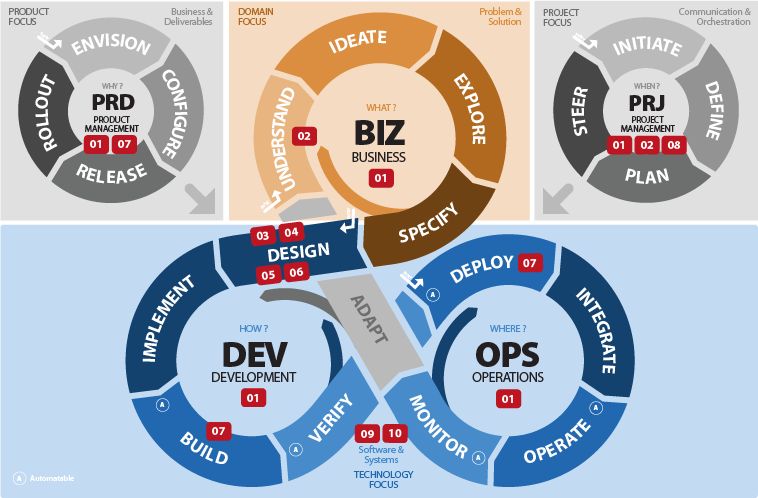 PRODUCT
FOCUS
Business &
Deliverables
ENVISION
CONFIGURE
RELEASE
ROLLOUT
WHY ?
PRD
PRODUCT
MANAGEMENT
01 07
DOMAIN
FOCUS
Problem &
Solution
IDEATE
EXPLORE
SPECIFY
UNDERSTAND
02
WHAT ?
BIZ
BUSINESS
01
PROJECT
FOCUS
Communication &
Orchestration
INITIATE
DEFINE
PLAN
STEER
WHEN ?
PRJ
PROJECT
MANAGEMENT
01 02 08
03 04
DESIGN
05 06
IMPLEMENT
BUILD
07
A
VERIFY
A
HOW ?
DEV
DEVELOPMENT
01
ADAPT
DEPLOY
07
A
INTEGRATE
OPERATE
A
MONITOR
A
WHERE ?
OPS
OPERATIONS
01
09 10
Software &
Systems
TECHNOLOGY
FOCUS
A Automatable